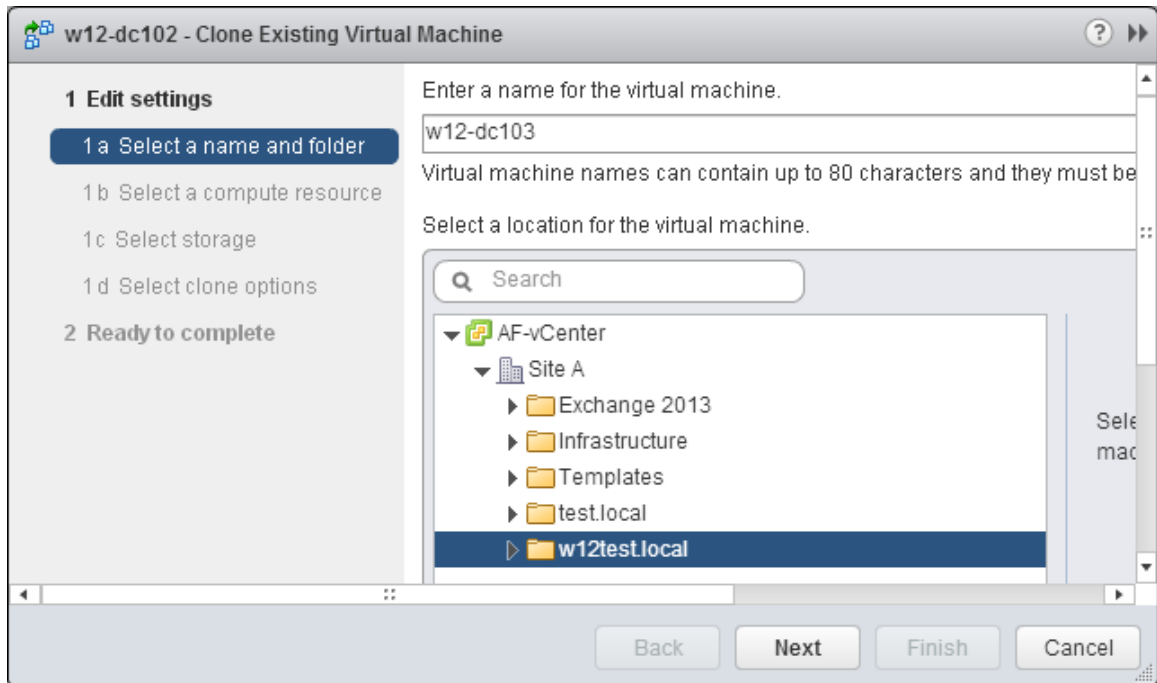 w12-dc102 - Clone Existing Virtual Machine
?
1 Edit settings
1a Select a name and folder
1b Select a compute resource
1c Select storage
1d Select clone options
2 Ready to complete
Enter a name for the virtual machine.
w12-dc103
Virtual machine names can contain up to 80 characters and they must be
Select a location for the virtual machine.
Search
AF-vCenter
Site A
Exchange 2013
Infrastructure
Templates
test.local
w12test.local
Sele
mac
Back
Next
Finish
Cancel